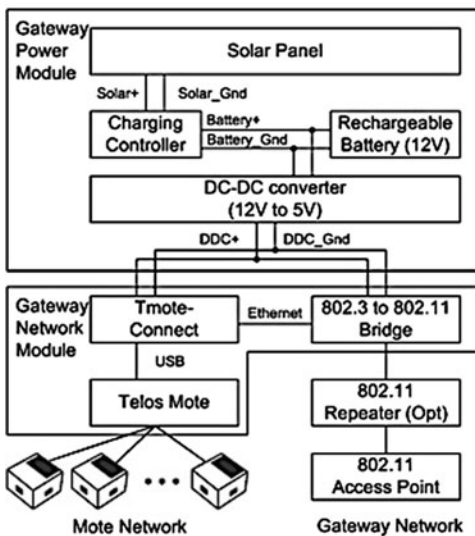 Gateway
Power
Module
Solar Panel
Solar+
Solar_Gnd
Charging
Controller
Battery+
Battery_Gnd
Rechargeable
Battery (12V)
DC-DC converter
(12V to 5V)
DDC+
DDC_Gnd
Gateway
Network
Module
Tmote-
Connect
Ethernet
802.3 to 802.11
Bridge
USB
Telos Mote
802.11
Repeater (Opt)
802.11
Access Point
Mote Network
Gateway Network